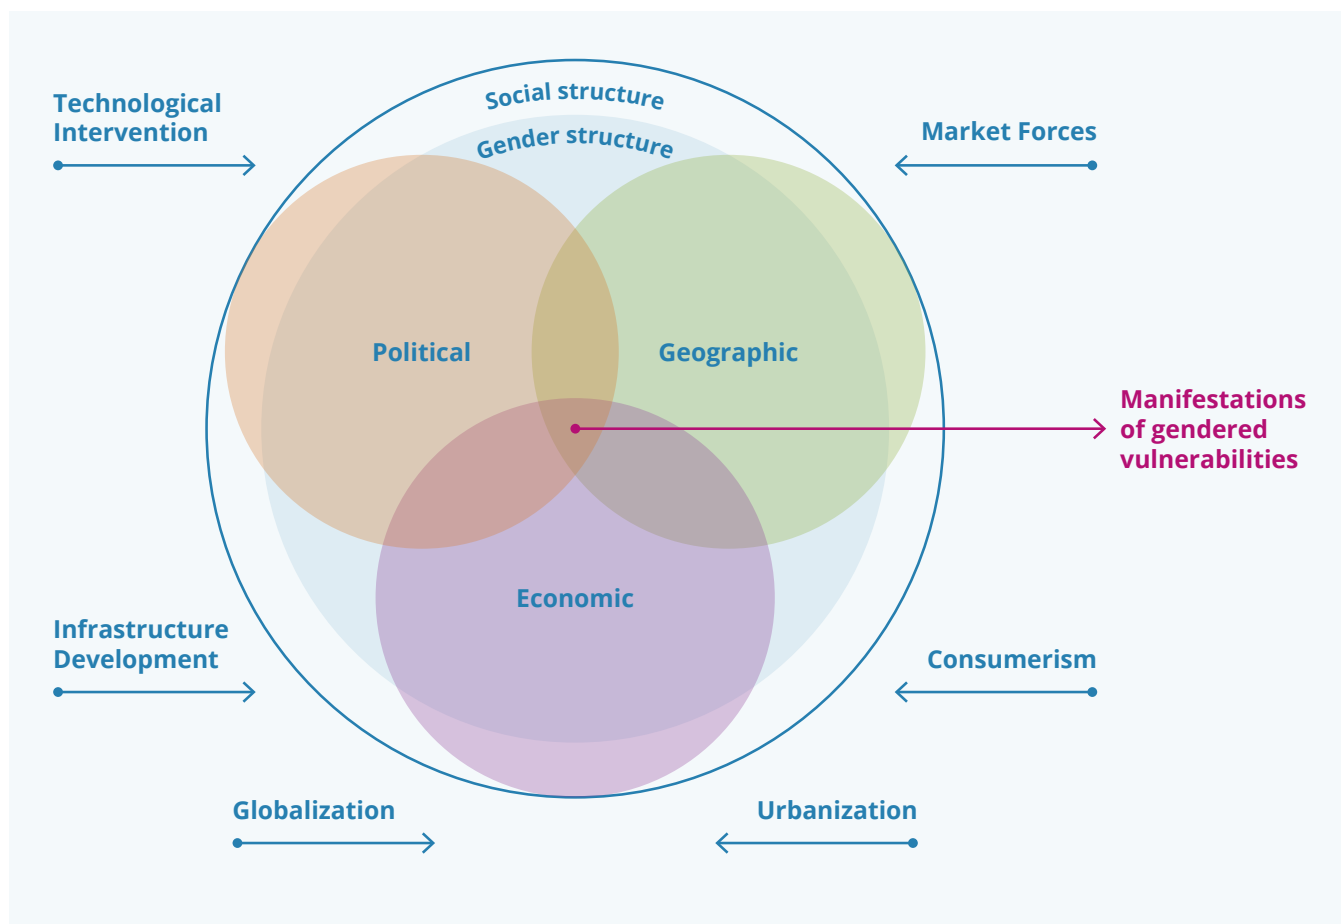 Social structure
Gender structure
Technological
Intervention
Market Forces
Political
Geographic
Manifestations
of gendered
vulnerabilities
Economic
Infrastructure
Development
Consumerism
Globalization
Urbanization